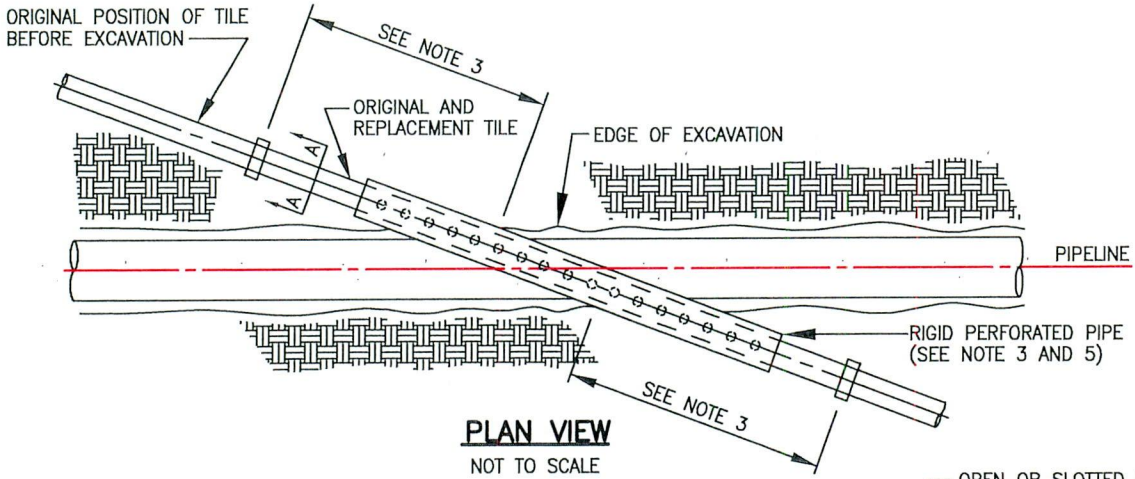 ORIGINAL POSITION OF TILE
BEFORE EXCAVATION
SEE NOTE 3
ORIGINAL AND
REPLACEMENT TILE
EDGE OF EXCAVATION
A
A
PIPELINE
RIGID PERFORATED PIPE
(SEE NOTE 3 AND 5)
SEE NOTE 3
PLAN VIEW
NOT TO SCALE
OPEN OR SLOTTED